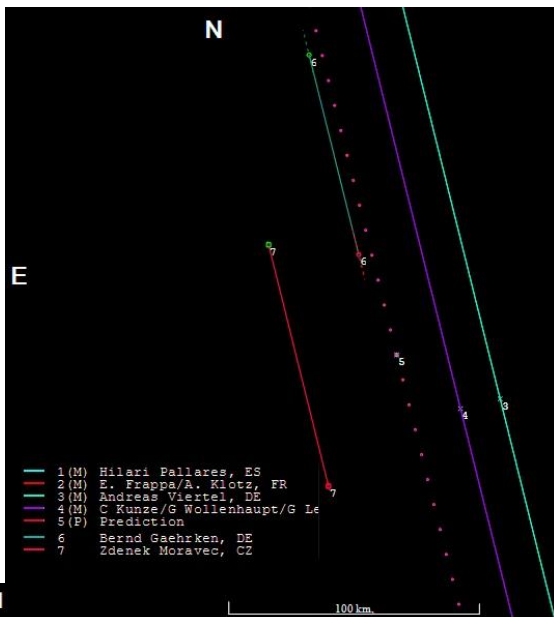 N
6
7
E
6
5
4
3
7
1(M) Hilari Pallares, ES
2(M) E. Frappa/A. Klotz, FR
3(M) Andreas Viertel, DE
4(M) C Kunze/G Wollenhaupt/G Le
5(P) Prediction
6 Bernd Gaehrken, DE
7 Zdenek Moravec, CZ
100 km,